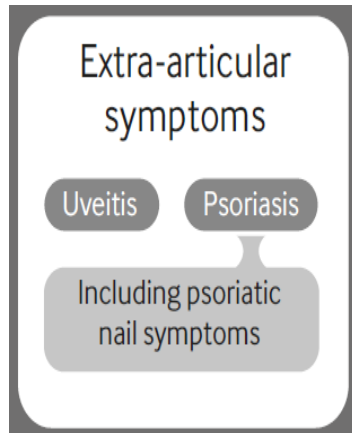 Extra-articular
symptoms
Uveitis
Psoriasis
Including psoriatic
nail symptoms